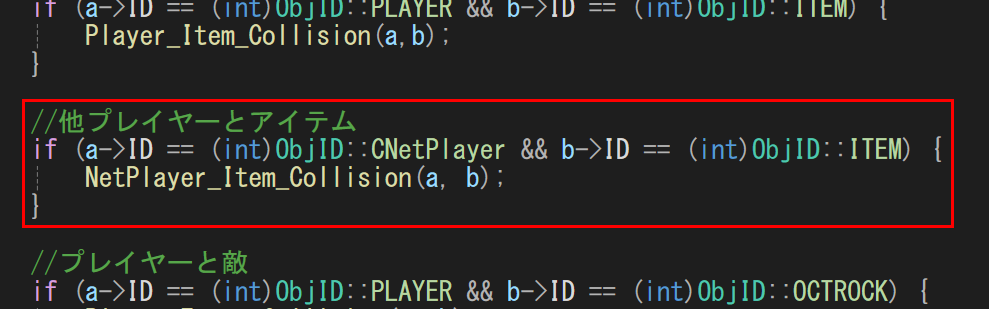 if (a->ID == (int)ObjID::PLAYER && b->ID == (int)ObjID::ITEM) {
Player_Item_Collision(a,b);
}
//他プレイヤーとアイテム
if (a->ID == (int)ObjID::CNetPlayer && b->ID == (int)ObjID::ITEM) {
NetPlayer_Item_Collision(a, b);
}
//プレイヤーと敵
if (a->ID == (int)ObjID::PLAYER && b->ID == (int)ObjID::OCTROCK) {